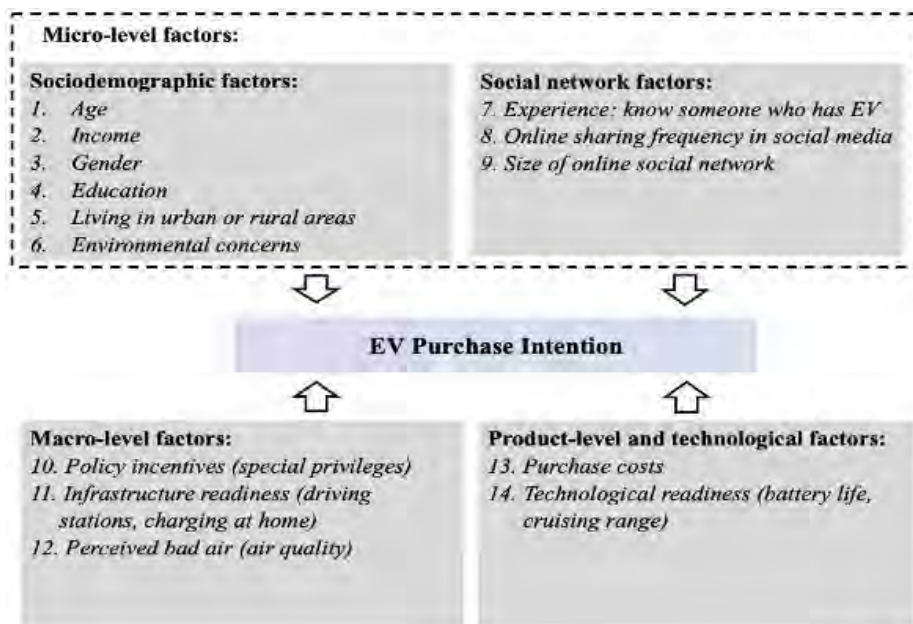 Micro-level factors:
Sociodemographic factors:
1. Age
2. Income
3. Gender
4. Education
5. Living in urban or rural areas
6. Environmental concerns
Social network factors:
7. Experience: know someone who has EV
8. Online sharing frequency in social media
9. Size of online social network
EV Purchase Intention
Macro-level factors:
10. Policy incentives (special privileges)
11. Infrastructure readiness (driving
stations, charging at home)
12. Perceived bad air (air quality)
Product-level and technological factors:
13. Purchase costs
14. Technological readiness (battery life,
cruising range)